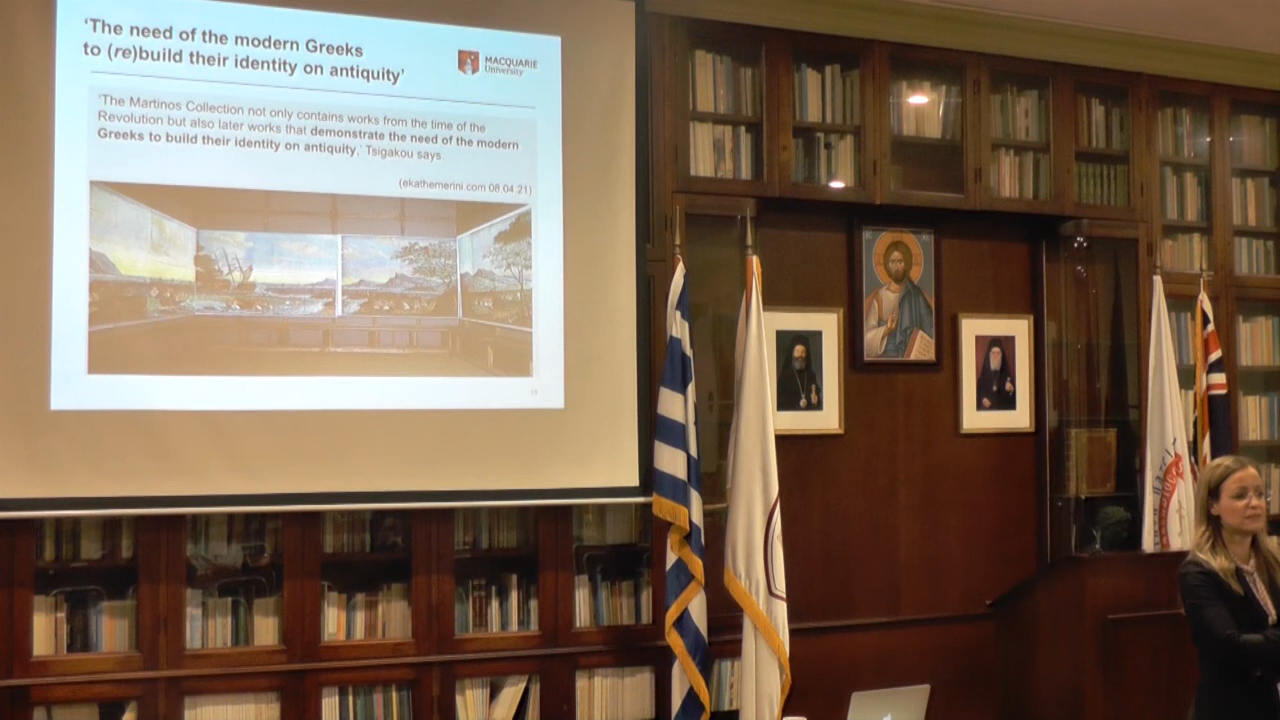 ‘The need of the modern Greeks
to (re)build their identity on antiquity’
MACQUARIE
University
‘The Martinos Collection not only contains works from the time of the
Revolution but also later works that demonstrate the need of the modern
Greeks to build their identity on antiquity,’ Tsigakou says.
(ekathemerini.com 08.04.21)